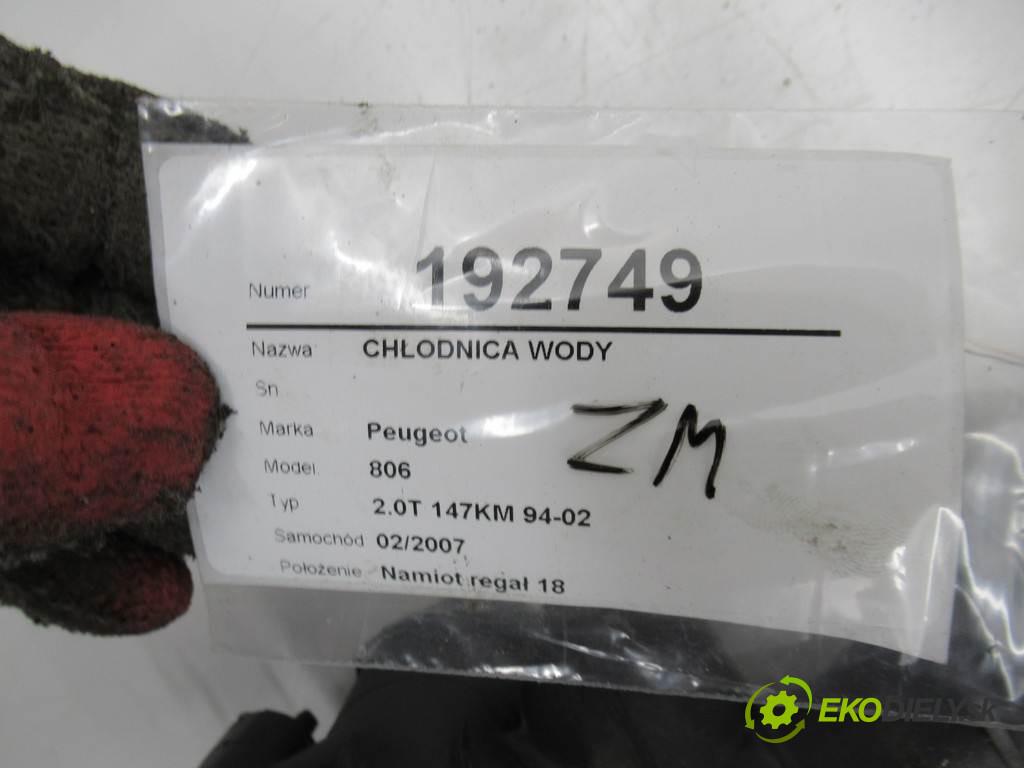 Numer 192749
Nazwa CHŁODNICA WODY
Sn
Marka Peugeot
ZM
Model 806
Typ 2.0T 147KM 94-02
Samochód 02/2007
Położenie Namiot regał 18
EKODIELY.SK